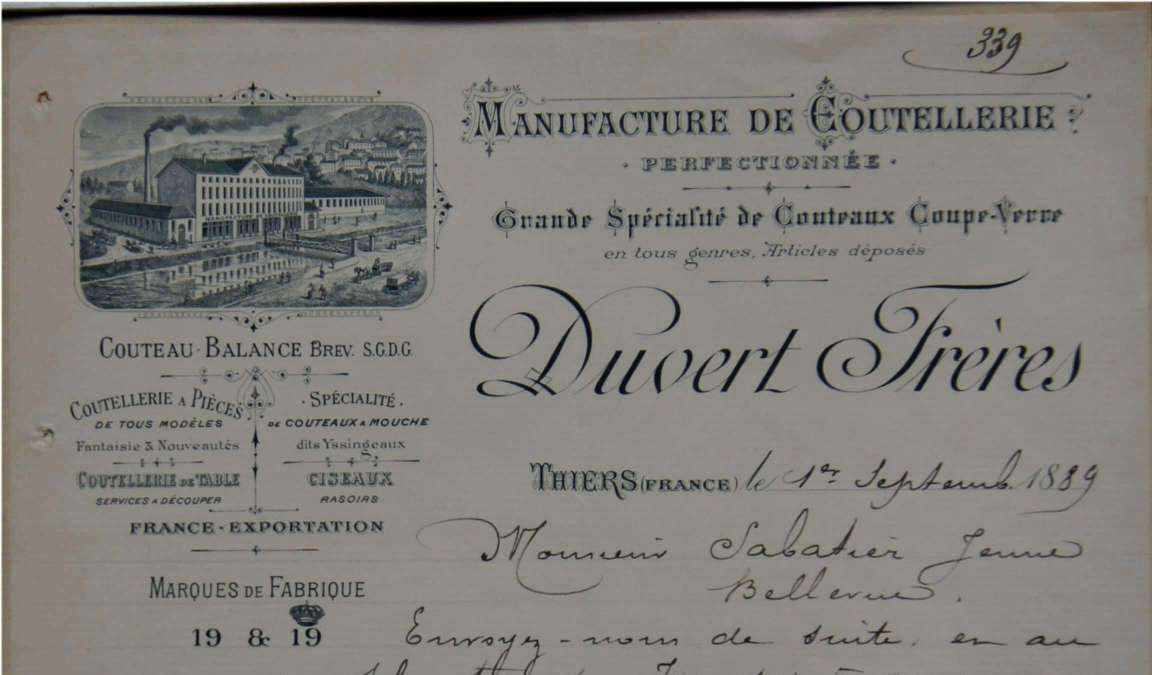 339
MANUFACTURE DE COUTELLERIE
PERFECTIONNÉE
Grande Spécialité de Couteaux Coupe-Verre
en tous genres, Articles déposés
Duvert Frères
COUTEAU-BALANCE BREV. S.G.D.G.
COUTELLERIE A PIÈCES
DE TOUS MODÈLES
Fantaisie & Nouveautés
COUTELLERIE DE TABLE
SERVICES A DÉCOUPER
SPÉCIALITÉ
DE COUTEAUX A MOUCHE
dits Yssingeaux
CISEAUX
RASOIRS
FRANCE - EXPORTATION
MARQUES DE FABRIQUE
19 & 19
THIERS (FRANCE) le 1er Septemb. 1889
Monsieur Sabatier Jeune
Bellevue.
Envoyez-nous de suite, en au